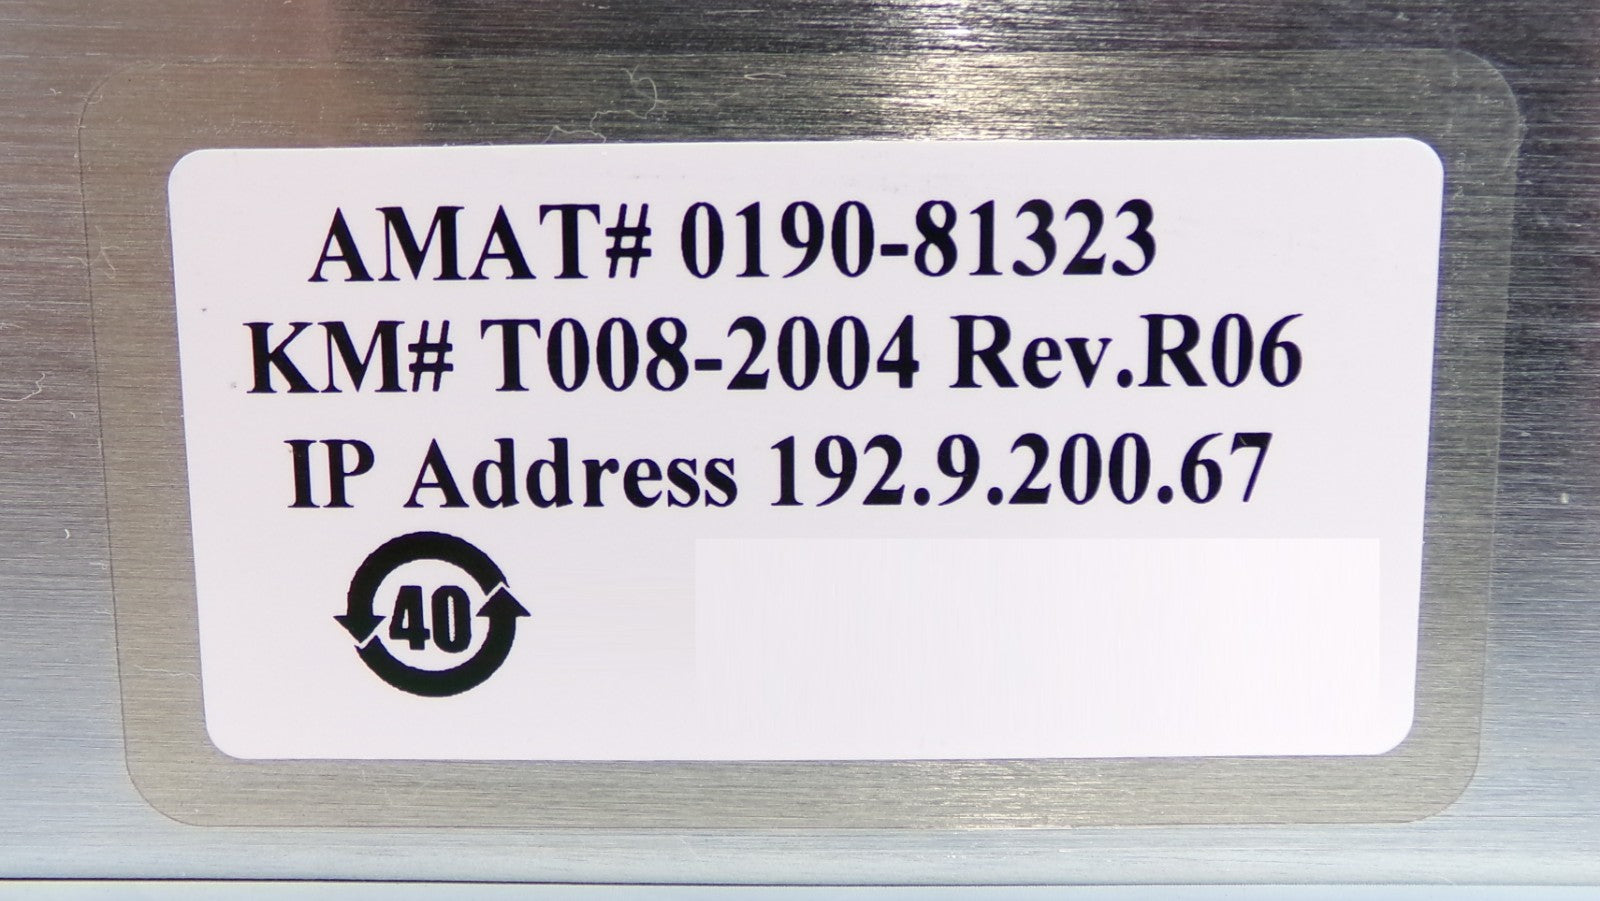 AMAT# 0190-81323
KM# T008-2004 Rev.R06
IP Address 192.9.200.67
40